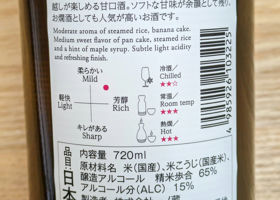 越しが楽しめる甘口酒。ソフトな甘味が余韻として残り、
お燗酒としても人気が高いお酒です。
Moderate aroma of steamed rice, banana cake.
Medium sweet flavor of pan cake, steamed rice
and a hint of maple syrup. Subtle light acidity
and refreshing finish.
柔らかい
Mild
軽快
Light
芳醇
Rich
キレがある
Sharp
冷酒/
Chilled
★★☆
常温/
Room temp
★★★
熱燗/
Hot
★★★
4985926103225
品目 日本
内容量 720ml
原材料名 米(国産)、米こうじ(国産米)、
醸造アルコール 精米歩合 65%
アルコール分(ALC) 15%